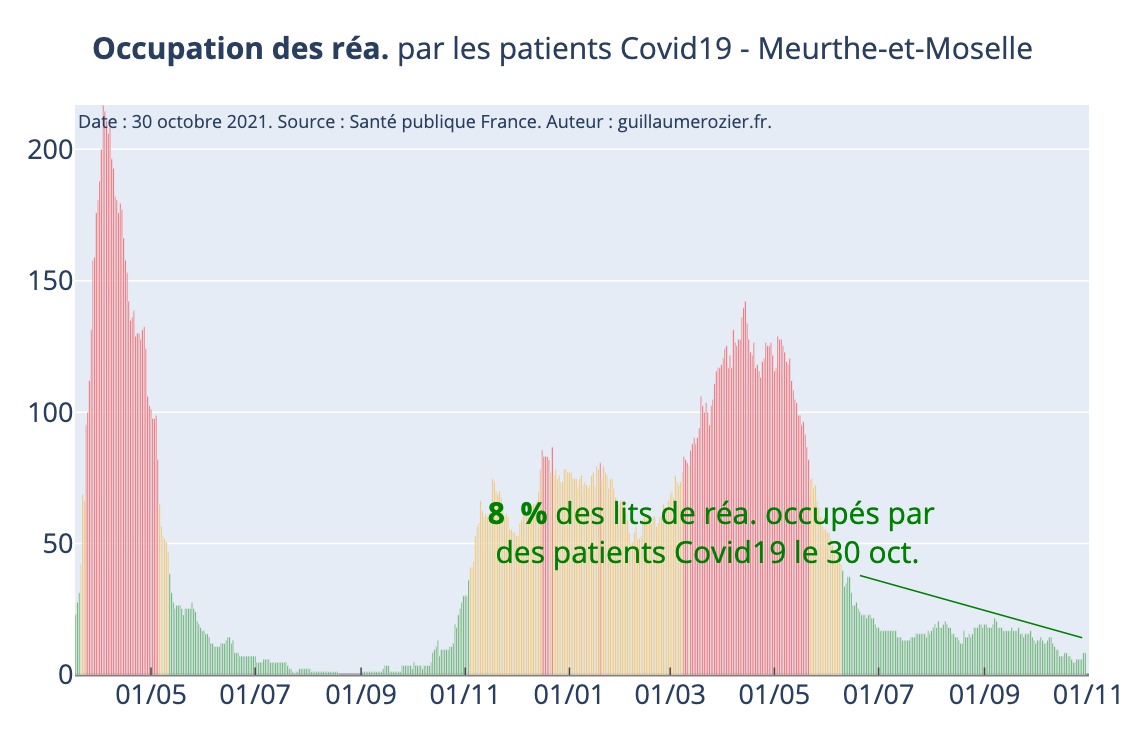 Occupation des réa. par les patients Covid19 - Meurthe-et-Moselle
Date : 30 octobre 2021. Source : Santé publique France. Auteur : guillaumerozier.fr.
200
150
100
50
0
8 % des lits de réa. occupés par
des patients Covid19 le 30 oct.
01/05 01/07 01/09 01/11 01/01 01/03 01/05 01/07 01/09 01/11